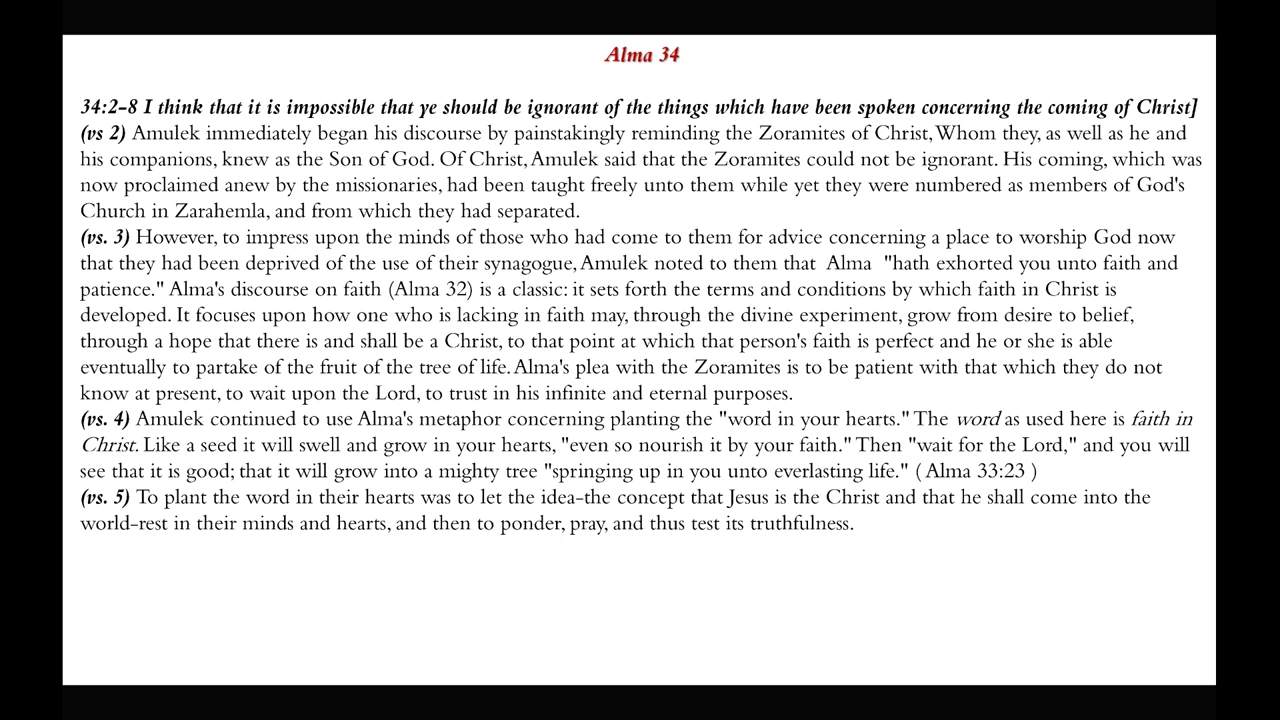 Alma 34
34:2-8 I think that it is impossible that ye should be ignorant of the things which have been spoken concerning the coming of Christ]
(vs 2) Amulek immediately began his discourse by painstakingly reminding the Zoramites of Christ, Whom they, as well as he and
his companions, knew as the Son of God. Of Christ, Amulek said that the Zoramites could not be ignorant. His coming, which was
now proclaimed anew by the missionaries, had been taught freely unto them while yet they were numbered as members of God's
Church in Zarahemla, and from which they had separated.
(vs. 3) However, to impress upon the minds of those who had come to them for advice concerning a place to worship God now
that they had been deprived of the use of their synagogue, Amulek noted to them that Alma "hath exhorted you unto faith and
patience." Alma's discourse on faith (Alma 32) is a classic: it sets forth the terms and conditions by which faith in Christ is
developed. It focuses upon how one who is lacking in faith may, through the divine experiment, grow from desire to belief,
through a hope that there is and shall be a Christ, to that point at which that person's faith is perfect and he or she is able
eventually to partake of the fruit of the tree of life. Alma's plea with the Zoramites is to be patient with that which they do not
know at present, to wait upon the Lord, to trust in his infinite and eternal purposes.
(vs. 4) Amulek continued to use Alma's metaphor concerning planting the "word in your hearts." The word as used here is faith in
Christ. Like a seed it will swell and grow in your hearts, "even so nourish it by your faith." Then "wait for the Lord," and you will
see that it is good; that it will grow into a mighty tree "springing up in you unto everlasting life." ( Alma 33:23 )
(vs. 5) To plant the word in their hearts was to let the idea-the concept that Jesus is the Christ and that he shall come into the
world-rest in their minds and hearts, and then to ponder, pray, and thus test its truthfulness.